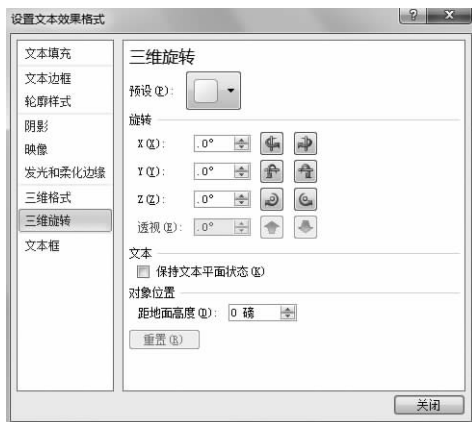 设置文本效果格式
文本填充
文本边框
轮廓样式
阴影
映像
发光和柔化边缘
三维格式
三维旋转
文本框
三维旋转
预设(P):
旋转
X(X): .0°
Y(Y): .0°
Z(Z): .0°
透视(E): .0°
文本
保持文本平面状态(K)
对象位置
距地面高度(D): 0 磅
重置(R)
关闭